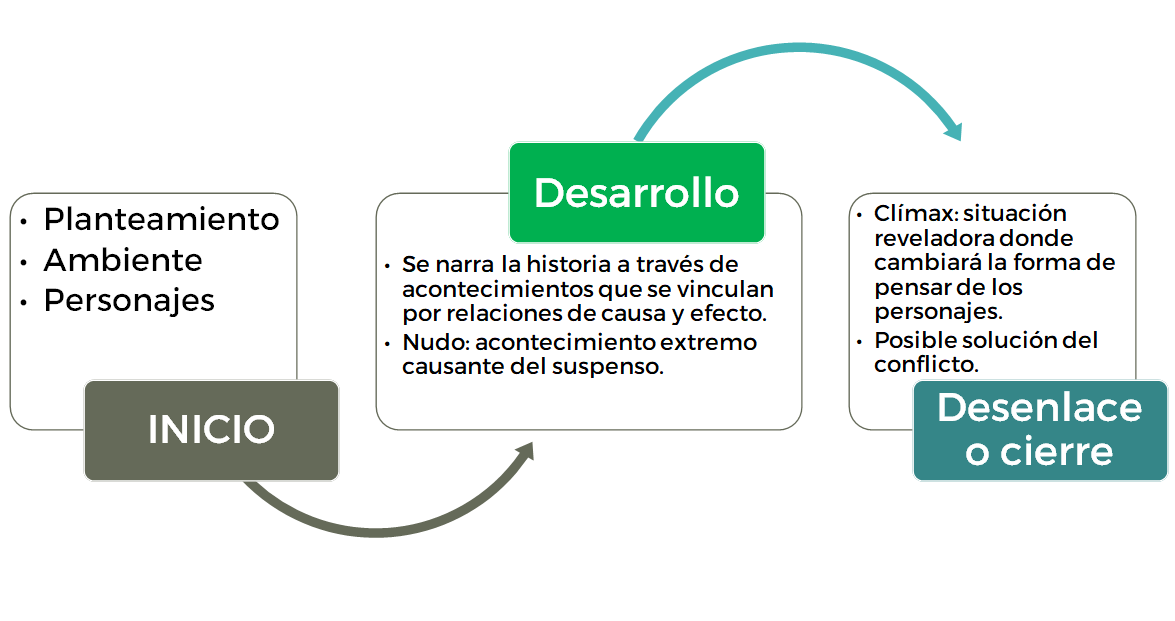 • Planteamiento
• Ambiente
• Personajes
INICIO
Desarrollo
• Se narra la historia a través de
acontecimientos que se vinculan
por relaciones de causa y efecto.
• Nudo: acontecimiento extremo
causante del suspenso.
• Clímax: situación
reveladora donde
cambiará la forma de
pensar de los
personajes.
• Posible solución del
conflicto.
Desenlace
o cierre